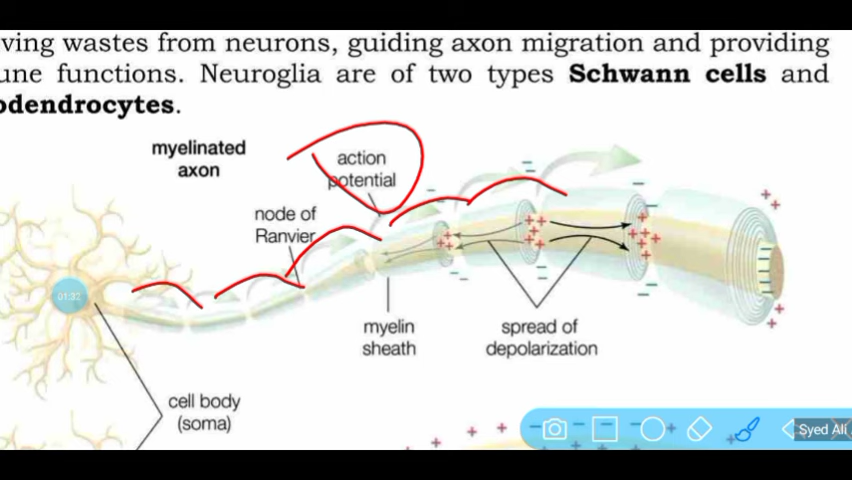 ving wastes from neurons, guiding axon migration and providing
une functions. Neuroglia are of two types Schwann cells and
odendrocytes.
myelinated
axon
action
potential
node of
Ranvier
01:32
myelin
sheath
spread of
depolarization
cell body
(soma)
Syed Ali